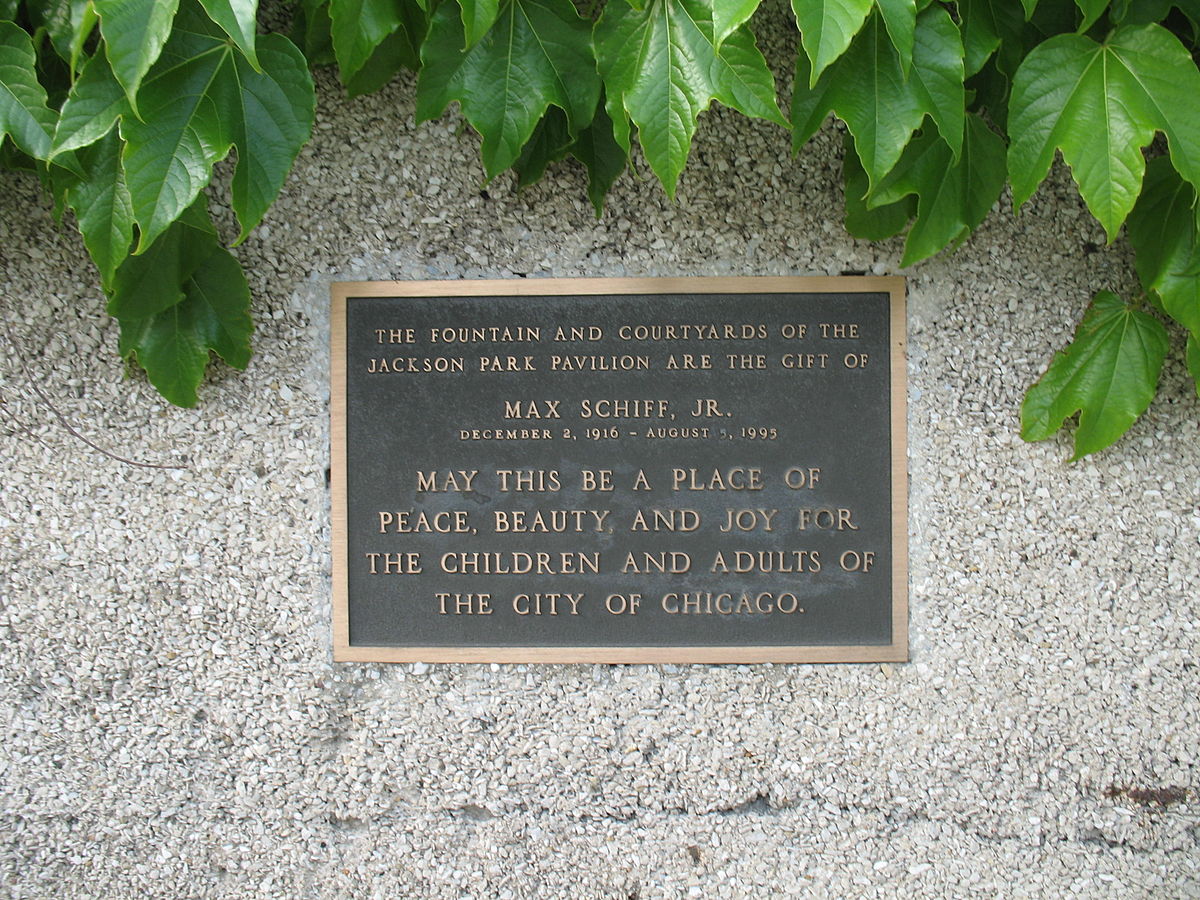 THE FOUNTAIN AND COURTYARDS OF THE
JACKSON PARK PAVILION ARE THE GIFT OF
MAX SCHIFF, JR.
DECEMBER 2, 1916 – AUGUST 5, 1995
MAY THIS BE A PLACE OF
PEACE, BEAUTY, AND JOY FOR
THE CHILDREN AND ADULTS OF
THE CITY OF CHICAGO.